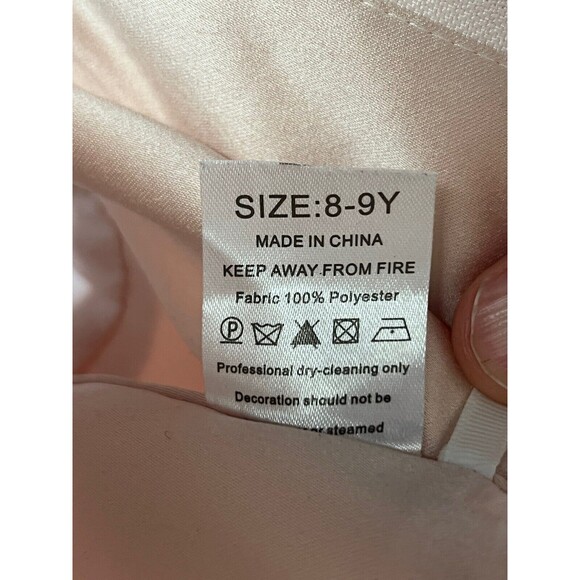 SIZE:8-9Y
MADE IN CHINA
KEEP AWAY FROM FIRE
Fabric 100% Polyester
P
Professional dry-cleaning only
Decoration should not be
steamed